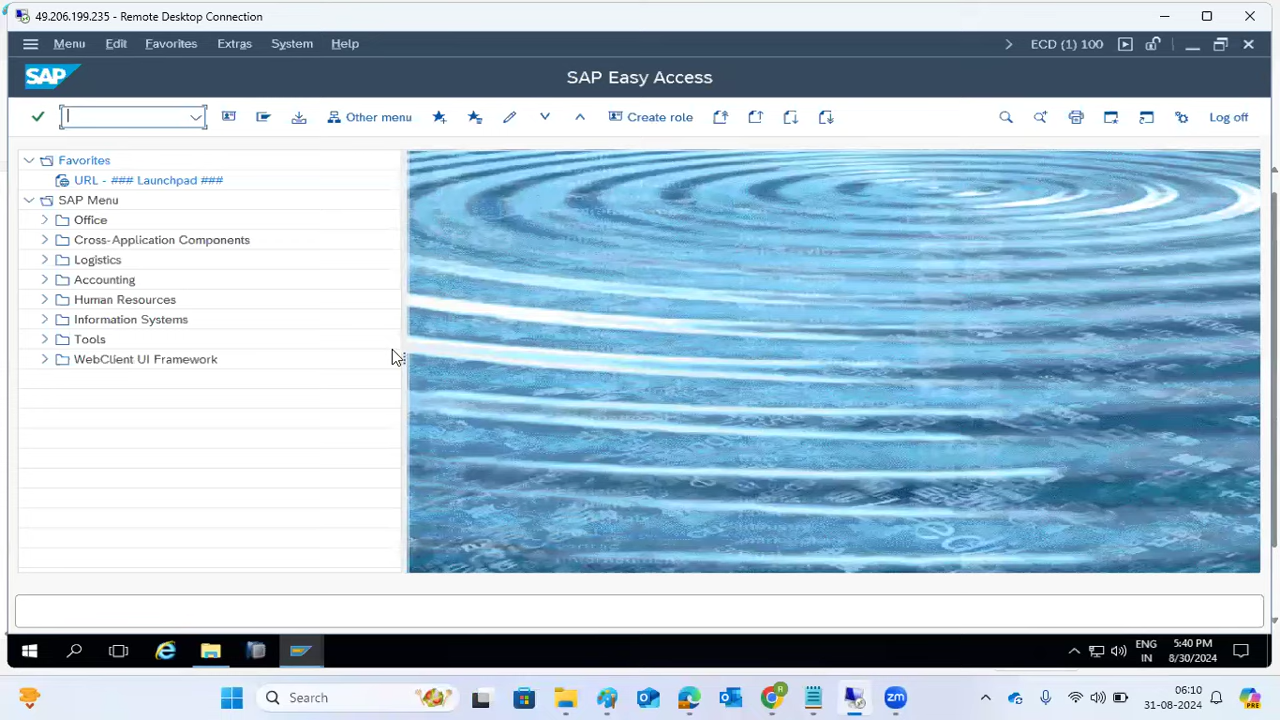 49.206.199.235 - Remote Desktop Connection
Menu Edit Favorites Extras System Help ECD (1) 100
SAP SAP Easy Access
Other menu Create role Log off
Favorites
URL - ### Launchpad ###
SAP Menu
Office
Cross-Application Components
Logistics
Accounting
Human Resources
Information Systems
Tools
WebClient UI Framework
ENG 5:40 PM
IN 8/30/2024
Search zm PRE 06:10
31-08-2024